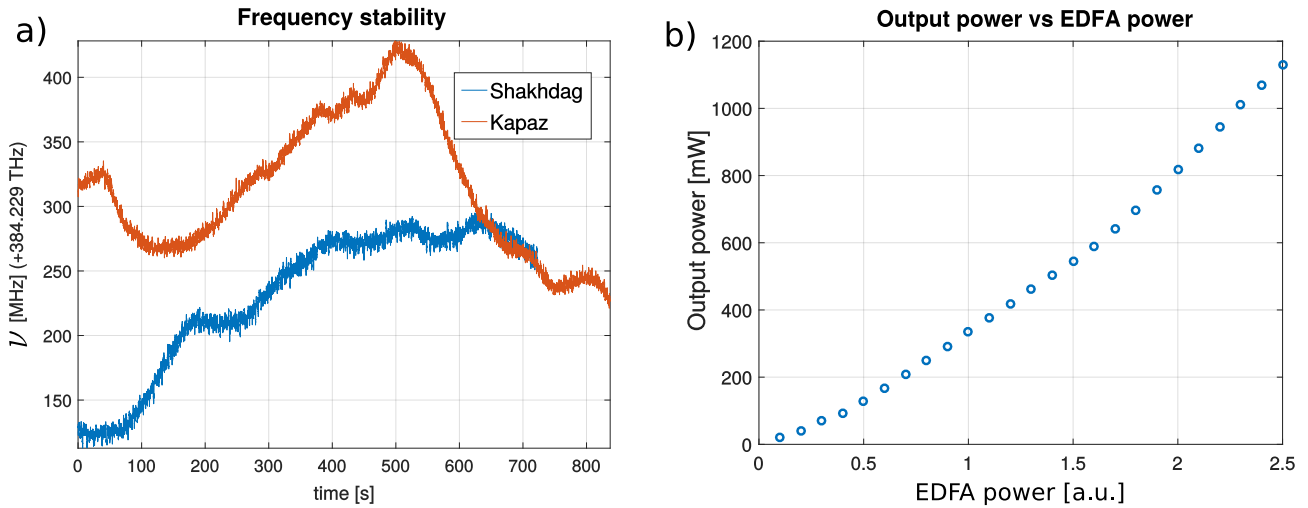 a)
Frequency stability
400
350
300
250
200
150
ν [MHz] (+384.229 THz)
Shakhdag
Kapaz
0 100 200 300 400 500 600 700 800
time [s]
b)
Output power vs EDFA power
1200
1000
800
600
400
200
0
Output power [mW]
0 0.5 1 1.5 2 2.5
EDFA power [a.u.]